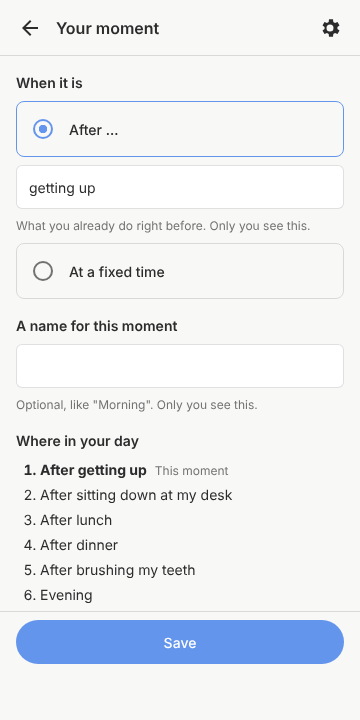 Your moment
When it is
After ...
getting up
What you already do right before. Only you see this.
At a fixed time
A name for this moment
Optional, like "Morning". Only you see this.
Where in your day
1. After getting up This moment
2. After sitting down at my desk
3. After lunch
4. After dinner
5. After brushing my teeth
6. Evening
Save